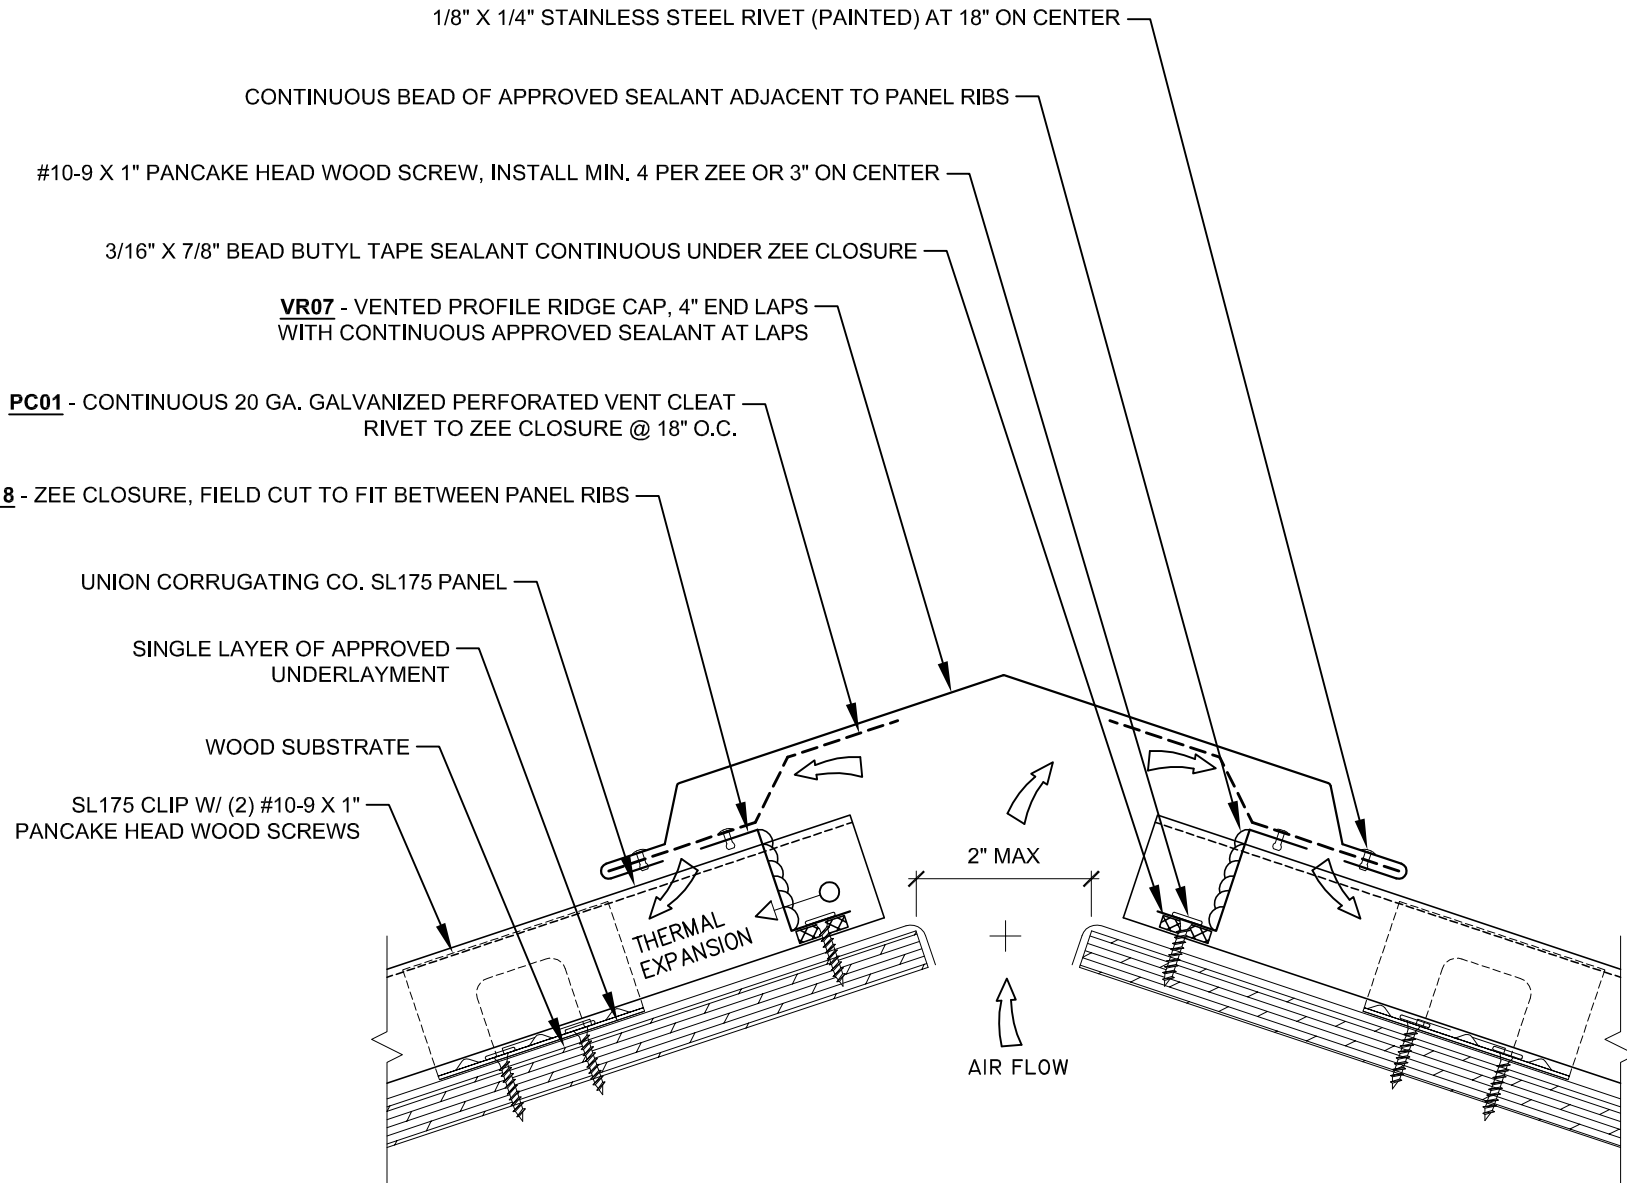 1/8" X 1/4" STAINLESS STEEL RIVET (PAINTED) AT 18" ON CENTER
CONTINUOUS BEAD OF APPROVED SEALANT ADJACENT TO PANEL RIBS
#10-9 X 1" PANCAKE HEAD WOOD SCREW, INSTALL MIN. 4 PER ZEE OR 3" ON CENTER
3/16" X 7/8" BEAD BUTYL TAPE SEALANT CONTINUOUS UNDER ZEE CLOSURE
VR07 - VENTED PROFILE RIDGE CAP, 4" END LAPS
WITH CONTINUOUS APPROVED SEALANT AT LAPS
PC01 - CONTINUOUS 20 GA. GALVANIZED PERFORATED VENT CLEAT
RIVET TO ZEE CLOSURE @ 18" O.C.
8 - ZEE CLOSURE, FIELD CUT TO FIT BETWEEN PANEL RIBS
UNION CORRUGATING CO. SL175 PANEL
SINGLE LAYER OF APPROVED
UNDERLAYMENT
WOOD SUBSTRATE
SL175 CLIP W/ (2) #10-9 X 1"
PANCAKE HEAD WOOD SCREWS
2" MAX
THERMAL
EXPANSION
AIR FLOW